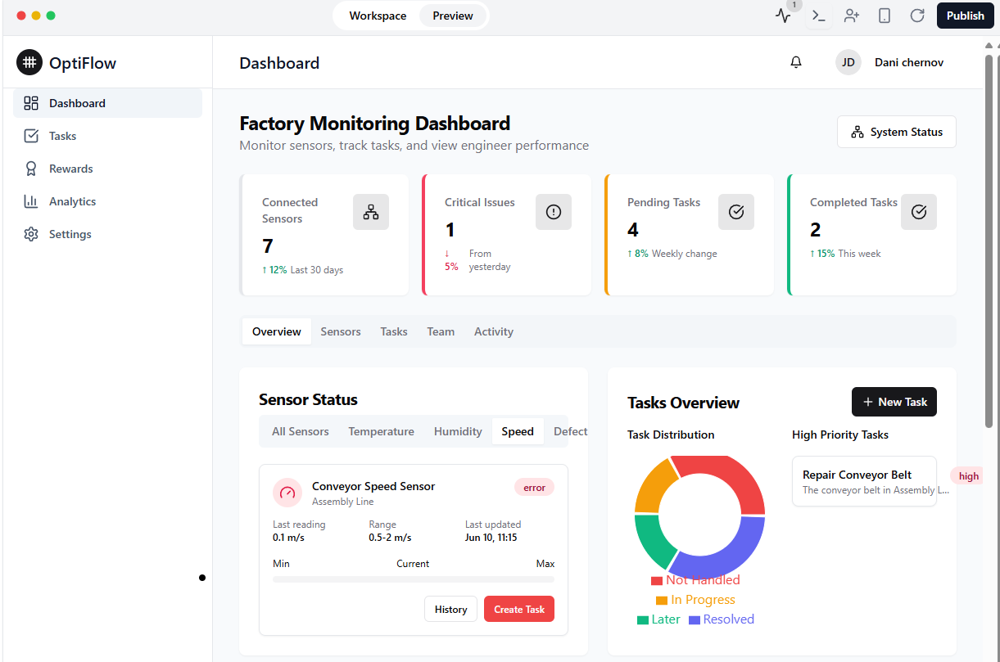 Workspace Preview 1 Publish
OptiFlow
Dashboard
Tasks
Rewards
Analytics
Settings
Dashboard
JD Dani chernov
Factory Monitoring Dashboard
Monitor sensors, track tasks, and view engineer performance
System Status
Connected
Sensors
7
↑ 12% Last 30 days
Critical Issues
1
↓
5%
From
yesterday
Pending Tasks
4
↑ 8% Weekly change
Completed Tasks
2
↑ 15% This week
Overview Sensors Tasks Team Activity
Sensor Status
All Sensors Temperature Humidity Speed Defect
Conveyor Speed Sensor
Assembly Line
error
Last reading Range Last updated
0.1 m/s 0.5-2 m/s Jun 10, 11:15
Min Current Max
History Create Task
Tasks Overview
+ New Task
Task Distribution
Not Handled
In Progress
Later Resolved
High Priority Tasks
Repair Conveyor Belt
The conveyor belt in Assembly L...
high